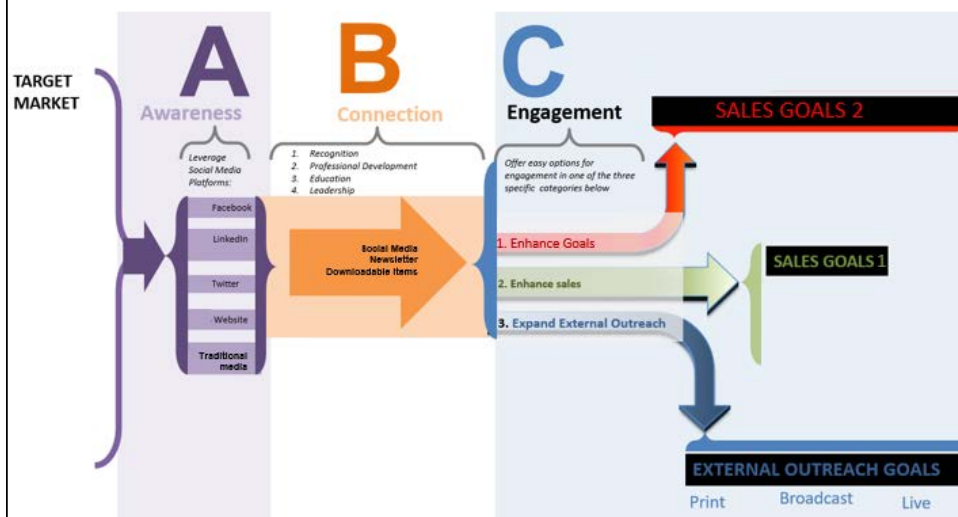 TARGET
MARKET
A
Awareness
Leverage
Social Media
Platforms:
Facebook
LinkedIn
Twitter
Website
Traditional
media
B
Connection
1. Recognition
2. Professional Development
3. Education
4. Leadership
Social Media
Newsletter
Downloadable Items
C
Engagement
Offer easy options for
engagement in one of the three
specific categories below
1. Enhance Goals
2. Enhance sales
3. Expand External Outreach
SALES GOALS 2
SALES GOALS 1
EXTERNAL OUTREACH GOALS
Print Broadcast Live